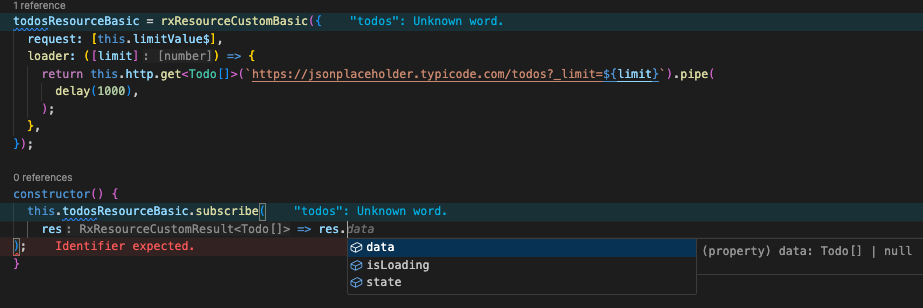 1 reference
todosResourceBasic = rxResourceCustomBasic({ "todos": Unknown word.
request: [this.limitValue$],
loader: ([limit]: [number]) => {
return this.http.get<Todo[]>(`https://jsonplaceholder.typicode.com/todos?_limit=${limit}`).pipe(
delay(1000),
);
},
});
0 references
constructor() {
this.todosResourceBasic.subscribe( "todos": Unknown word.
res: RxResourceCustomResult<Todo[]> => res.data
); Identifier expected.
}
data
isLoading
state
(property) data: Todo[] | null